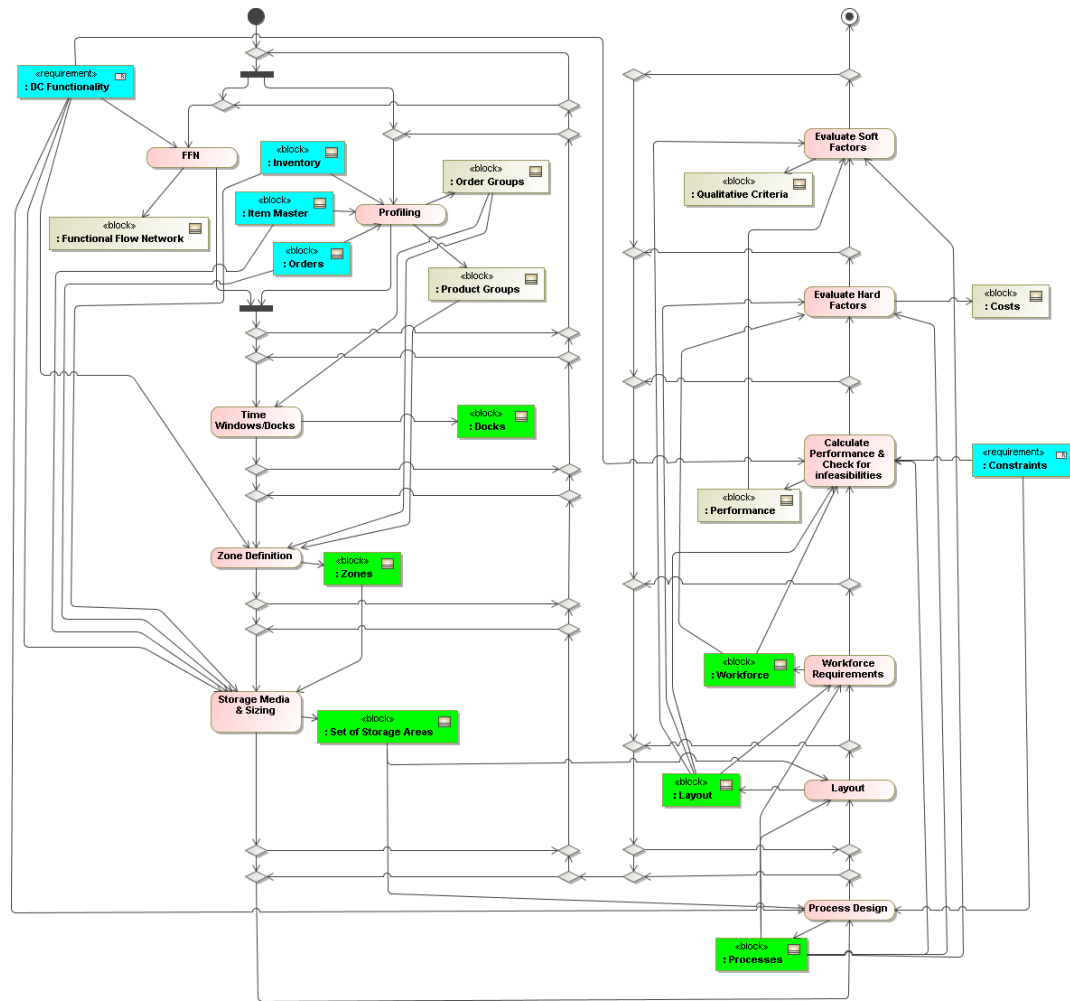 «requirement»
: DC Functionality
R
FFN
«block»
: Functional Flow Network
«block»
: Inventory
«block»
: Item Master
«block»
: Orders
Profiling
«block»
: Order Groups
«block»
: Product Groups
Time
Windows/Docks
«block»
: Docks
Zone Definition
«block»
: Zones
Storage Media
& Sizing
«block»
: Set of Storage Areas
Evaluate Soft
Factors
«block»
: Qualitative Criteria
Evaluate Hard
Factors
«block»
: Costs
Calculate
Performance &
Check for
infeasibilities
«requirement»
: Constraints
R
«block»
: Performance
«block»
: Workforce
Workforce
Requirements
«block»
: Layout
Layout
Process Design
«block»
: Processes